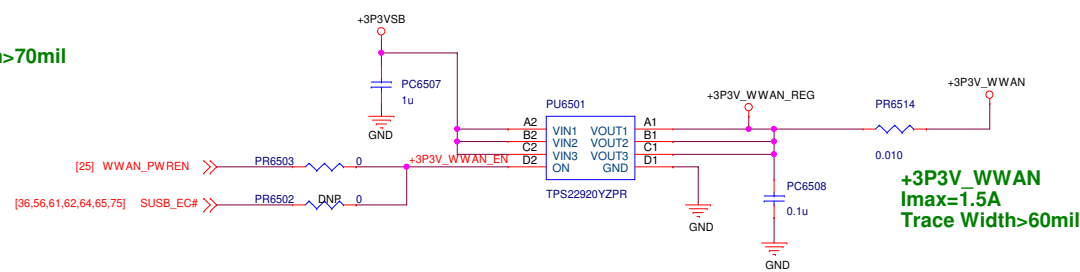 +3P3VSB
>70mil
PC6507
1u
GND
PU6501
+3P3V_WWAN_REG
+3P3V_WWAN
PR6514
0.010
A2 VIN1 VOUT1 A1
B2 VIN2 VOUT2 B1
C2 VIN3 VOUT3 C1
D2 ON GND D1
+3P3V_WWAN_EN
TPS22920YZPR
[25] WWAN_PWREN PR6503 0
[36,56,61,62,64,65,75] SUSB_EC# PR6502 DNP 0
PC6508
0.1u
GND
GND
+3P3V_WWAN
Imax=1.5A
Trace Width>60mil